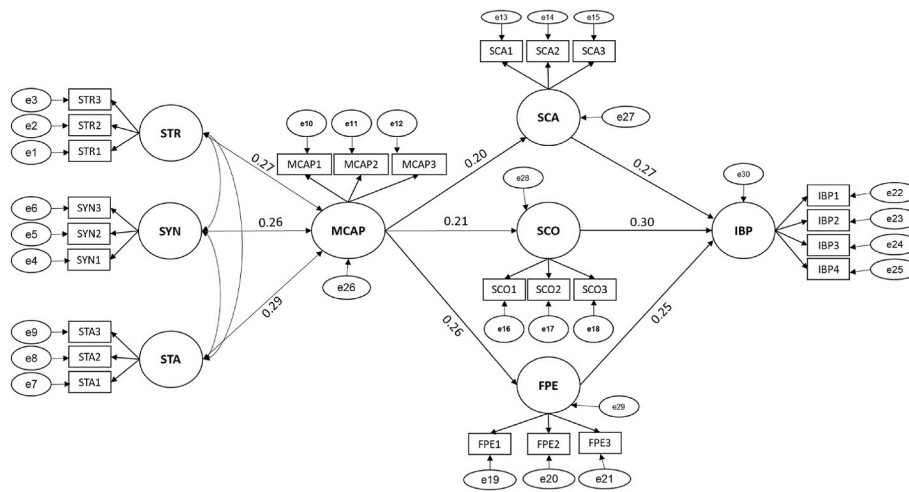 e13
e14
e15
SCA1
SCA2
SCA3
e3
STR3
e2
STR2
e1
STR1
STR
e10
e11
e12
MCAP1
MCAP2
MCAP3
SCA
e27
0.27
0.20
0.27
e28
e30
e6
SYN3
e5
SYN2
e4
SYN1
SYN
0.26
MCAP
0.21
SCO
0.30
IBP
IBP1
e22
IBP2
e23
IBP3
e24
IBP4
e25
e26
SCO1
SCO2
SCO3
e16
e17
e18
0.29
0.26
0.25
e9
STA3
e8
STA2
e7
STA1
STA
FPE
e29
FPE1
FPE2
FPE3
e19
e20
e21